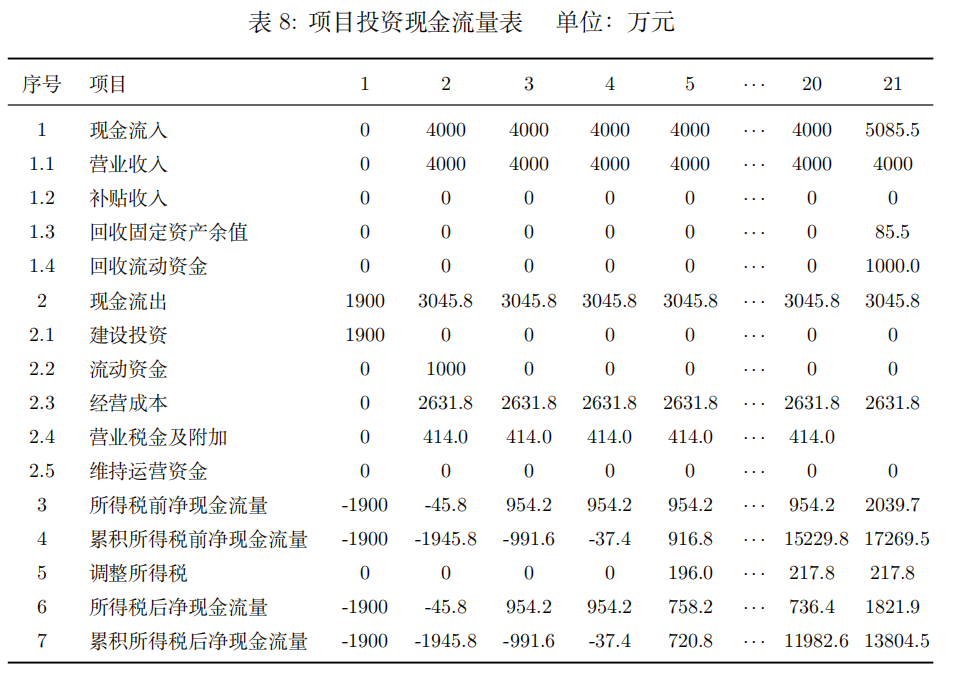 表 8: 项目投资现金流量表 单位：万元
序号 项目 1 2 3 4 5 ··· 20 21
1 现金流入 0 4000 4000 4000 4000 ··· 4000 5085.5
1.1 营业收入 0 4000 4000 4000 4000 ··· 4000 4000
1.2 补贴收入 0 0 0 0 0 ··· 0 0
1.3 回收固定资产余值 0 0 0 0 0 ··· 0 85.5
1.4 回收流动资金 0 0 0 0 0 ··· 0 1000.0
2 现金流出 1900 3045.8 3045.8 3045.8 3045.8 ··· 3045.8 3045.8
2.1 建设投资 1900 0 0 0 0 ··· 0 0
2.2 流动资金 0 1000 0 0 0 ··· 0 0
2.3 经营成本 0 2631.8 2631.8 2631.8 2631.8 ··· 2631.8 2631.8
2.4 营业税金及附加 0 414.0 414.0 414.0 414.0 ··· 414.0
2.5 维持运营资金 0 0 0 0 0 ··· 0 0
3 所得税前净现金流量 -1900 -45.8 954.2 954.2 954.2 ··· 954.2 2039.7
4 累积所得税前净现金流量 -1900 -1945.8 -991.6 -37.4 916.8 ··· 15229.8 17269.5
5 调整所得税 0 0 0 0 196.0 ··· 217.8 217.8
6 所得税后净现金流量 -1900 -45.8 954.2 954.2 758.2 ··· 736.4 1821.9
7 累积所得税后净现金流量 -1900 -1945.8 -991.6 -37.4 720.8 ··· 11982.6 13804.5